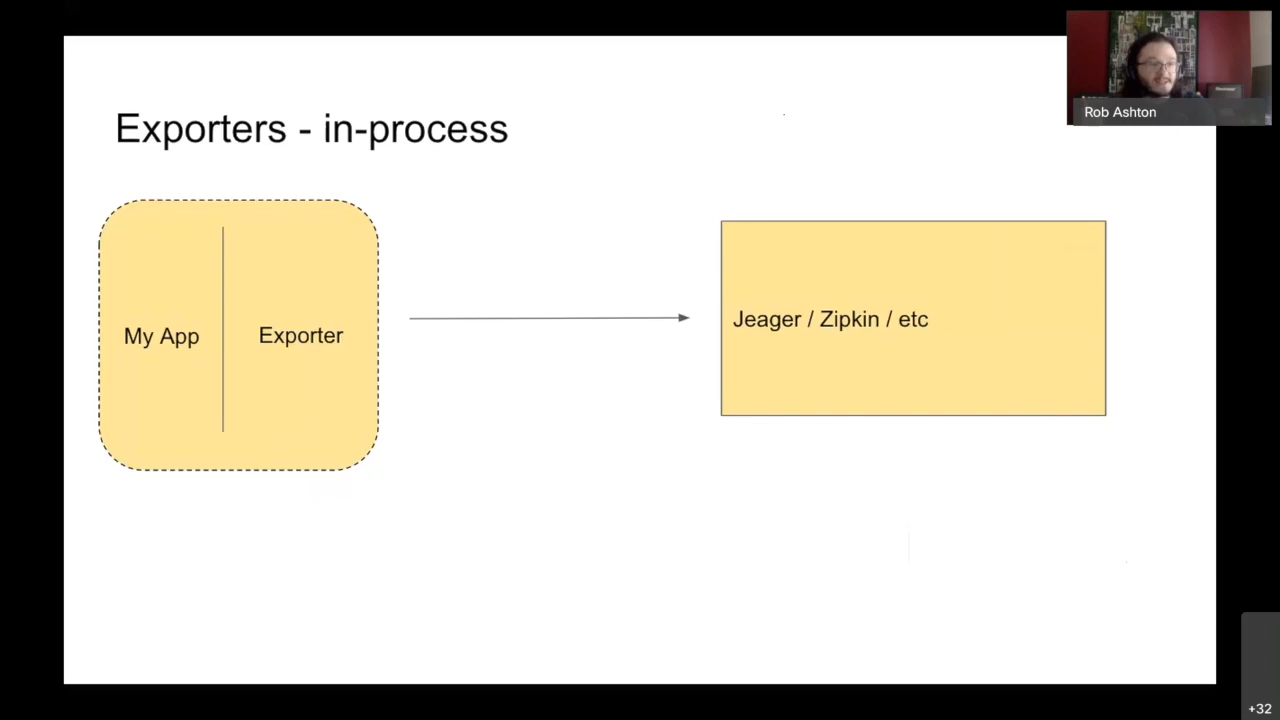 Exporters - in-process
Rob Ashton
My App
Exporter
Jeager / Zipkin / etc
+32